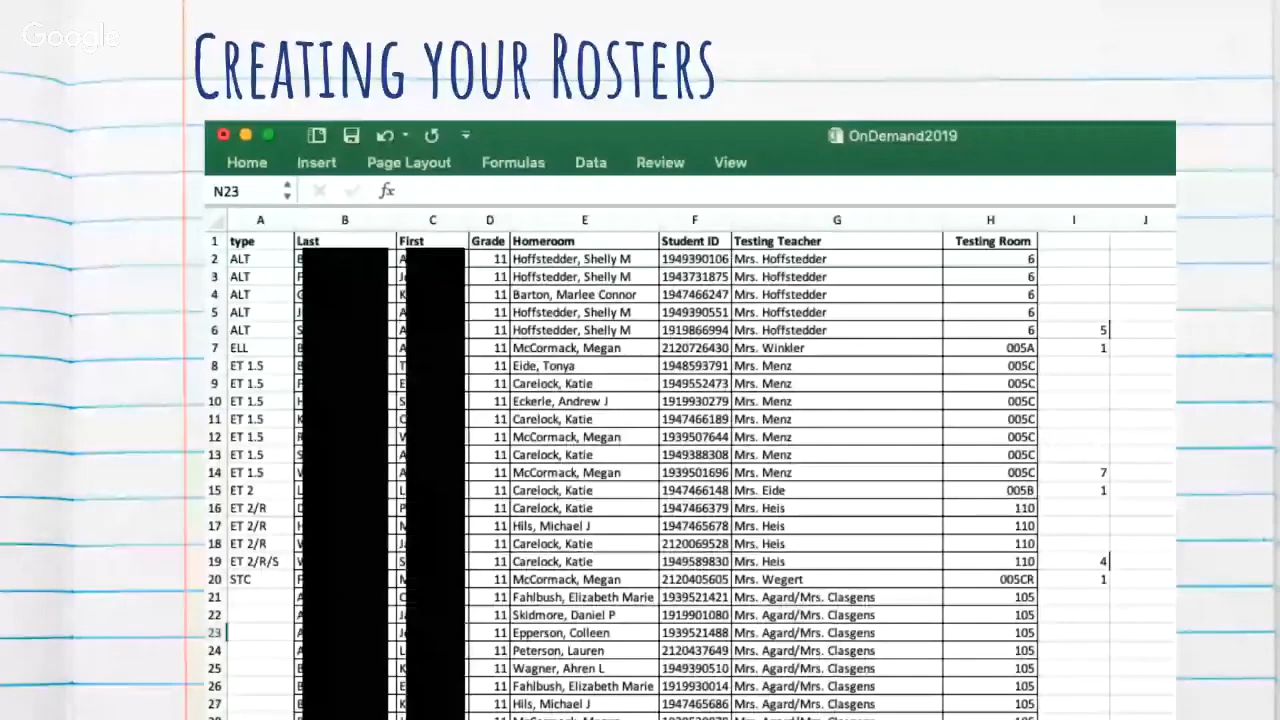 Google
CREATING YOUR ROSTERS
OnDemand2019
Home Insert Page Layout Formulas Data Review View
N23 fx
A B C D E F G H I J
1 type Last First Grade Homeroom Student ID Testing Teacher Testing Room
2 ALT 11 Hoffstedder, Shelly M 1949390106 Mrs. Hoffstedder 6
3 ALT 11 Hoffstedder, Shelly M 1943731875 Mrs. Hoffstedder 6
4 ALT G K 11 Barton, Marlee Connor 1947466247 Mrs. Hoffstedder 6
5 ALT J A 11 Hoffstedder, Shelly M 1949390551 Mrs. Hoffstedder 6
6 ALT S A 11 Hoffstedder, Shelly M 1919866994 Mrs. Hoffstedder 6 5
7 ELL A 11 McCormack, Megan 2120726430 Mrs. Winkler 005A 1
8 ET 1.5 T 11 Eide, Tonya 1948593791 Mrs. Menz 005C
9 ET 1.5 E 11 Carelock, Katie 1949552473 Mrs. Menz 005C
10 ET 1.5 H S 11 Eckerle, Andrew J 1919930279 Mrs. Menz 005C
11 ET 1.5 K 11 Carelock, Katie 1947466189 Mrs. Menz 005C
12 ET 1.5 11 McCormack, Megan 1939507644 Mrs. Menz 005C
13 ET 1.5 S A 11 Carelock, Katie 1949388308 Mrs. Menz 005C
14 ET 1.5 A 11 McCormack, Megan 1939501696 Mrs. Menz 005C 7
15 ET 2 L L 11 Carelock, Katie 1947466148 Mrs. Eide 005B 1
16 ET 2/R 11 Carelock, Katie 1947466379 Mrs. Heis 110
17 ET 2/R H M 11 Hils, Michael J 1947465678 Mrs. Heis 110
18 ET 2/R 11 Carelock, Katie 2120069528 Mrs. Heis 110
19 ET 2/R/S S 11 Carelock, Katie 1949589830 Mrs. Heis 110 4
20 STC M 11 McCormack, Megan 2120405605 Mrs. Wegert 005CR 1
21 11 Fahlbush, Elizabeth Marie 1939521421 Mrs. Agard/Mrs. Clasgens 105
22 11 Skidmore, Daniel P 1919901080 Mrs. Agard/Mrs. Clasgens 105
23 11 Epperson, Colleen 1939521488 Mrs. Agard/Mrs. Clasgens 105
24 11 Peterson, Lauren 2120437649 Mrs. Agard/Mrs. Clasgens 105
25 11 Wagner, Ahren L 1949390510 Mrs. Agard/Mrs. Clasgens 105
26 11 Fahlbush, Elizabeth Marie 1919930014 Mrs. Agard/Mrs. Clasgens 105
27 11 Hils, Michael J 1947465686 Mrs. Agard/Mrs. Clasgens 105